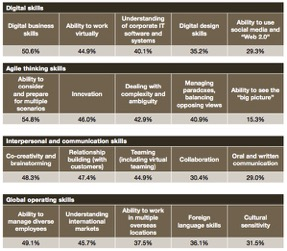 Digital skills
Digital business skills
Ability to work virtually
Understanding of corporate IT software and systems
Digital design skills
Ability to use social media and "Web 2.0"
50.6%
44.9%
40.1%
35.2%
29.3%
Agile thinking skills
Ability to consider and prepare for multiple scenarios
Innovation
Dealing with complexity and ambiguity
Managing paradoxes, balancing opposing views
Ability to see the "big picture"
54.8%
46.0%
42.9%
40.9%
15.3%
Interpersonal and communication skills
Co-creativity and brainstorming
Relationship building (with customers)
Teaming (including virtual teaming)
Collaboration
Oral and written communication
48.3%
47.4%
44.9%
30.4%
29.0%
Global operating skills
Ability to manage diverse employees
Understanding international markets
Ability to work in multiple overseas locations
Foreign language skills
Cultural sensitivity
49.1%
45.7%
37.5%
36.1%
31.5%